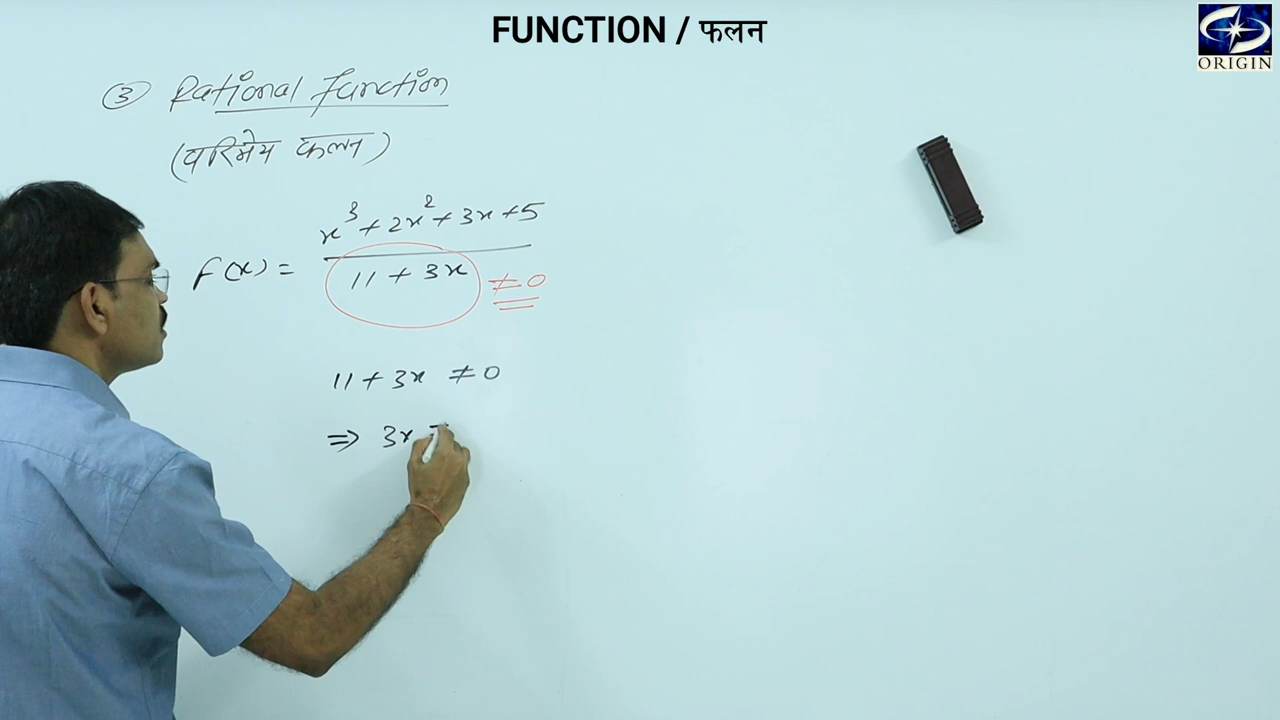 FUNCTION / फलन
ORIGIN
③ Rational function
(परिमेय फलन)
f(x) = x³ + 2x² + 3x + 5
11 + 3x ≠ 0
11 + 3x ≠ 0
⇒ 3x